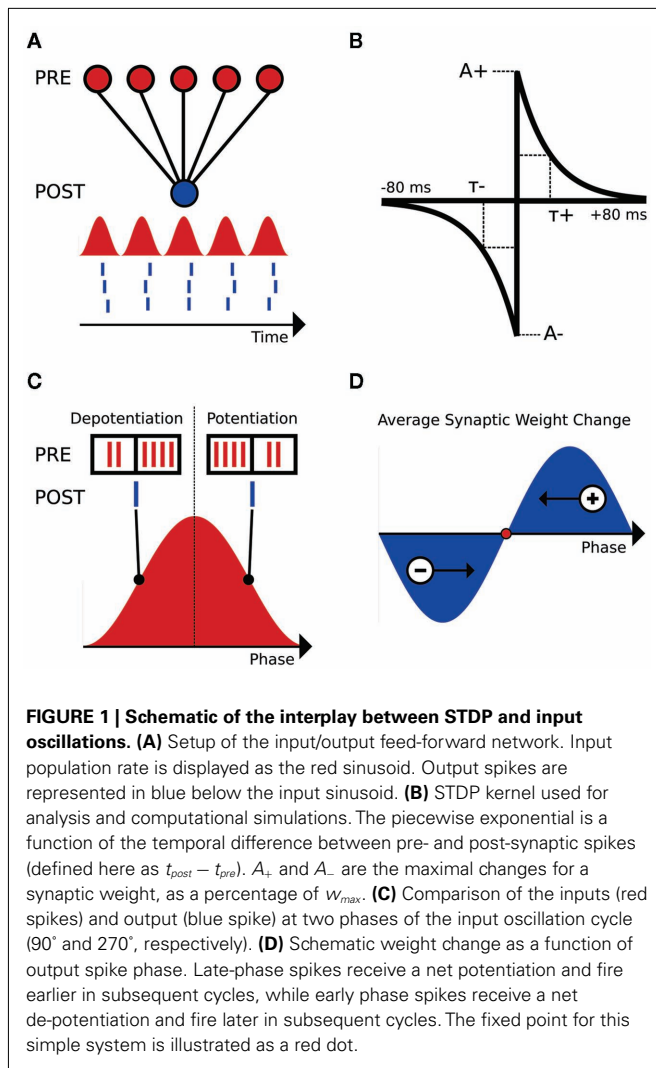 A
PRE
POST
Time
B
A+
-80 ms
τ-
τ+
+80 ms
A-
C
Depotentiation
Potentiation
PRE
POST
Phase
D
Average Synaptic Weight Change
+
Phase
−
FIGURE 1 | Schematic of the interplay between STDP and input
oscillations. (A) Setup of the input/output feed-forward network. Input
population rate is displayed as the red sinusoid. Output spikes are
represented in blue below the input sinusoid. (B) STDP kernel used for
analysis and computational simulations. The piecewise exponential is a
function of the temporal difference between pre- and post-synaptic spikes
(defined here as tpost − tpre). A+ and A− are the maximal changes for a
synaptic weight, as a percentage of wmax. (C) Comparison of the inputs (red
spikes) and output (blue spike) at two phases of the input oscillation cycle
(90° and 270°, respectively). (D) Schematic weight change as a function of
output spike phase. Late-phase spikes receive a net potentiation and fire
earlier in subsequent cycles, while early phase spikes receive a net
de-potentiation and fire later in subsequent cycles. The fixed point for this
simple system is illustrated as a red dot.